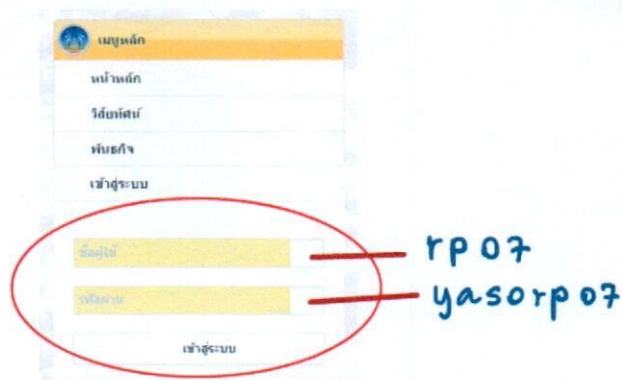 เมนูหลัก
หน้าหลัก
วิสัยทัศน์
พันธกิจ
เข้าสู่ระบบ
ชื่อผู้ใช้ rp07
รหัสผ่าน yasorp07
เข้าสู่ระบบ